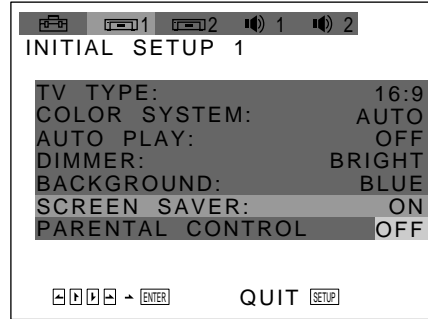 1 2 1 2
INITIAL SETUP 1
TV TYPE: 16:9
COLOR SYSTEM: AUTO
AUTO PLAY: OFF
DIMMER: BRIGHT
BACKGROUND: BLUE
SCREEN SAVER: ON
PARENTAL CONTROL OFF
ENTER QUIT SETUP